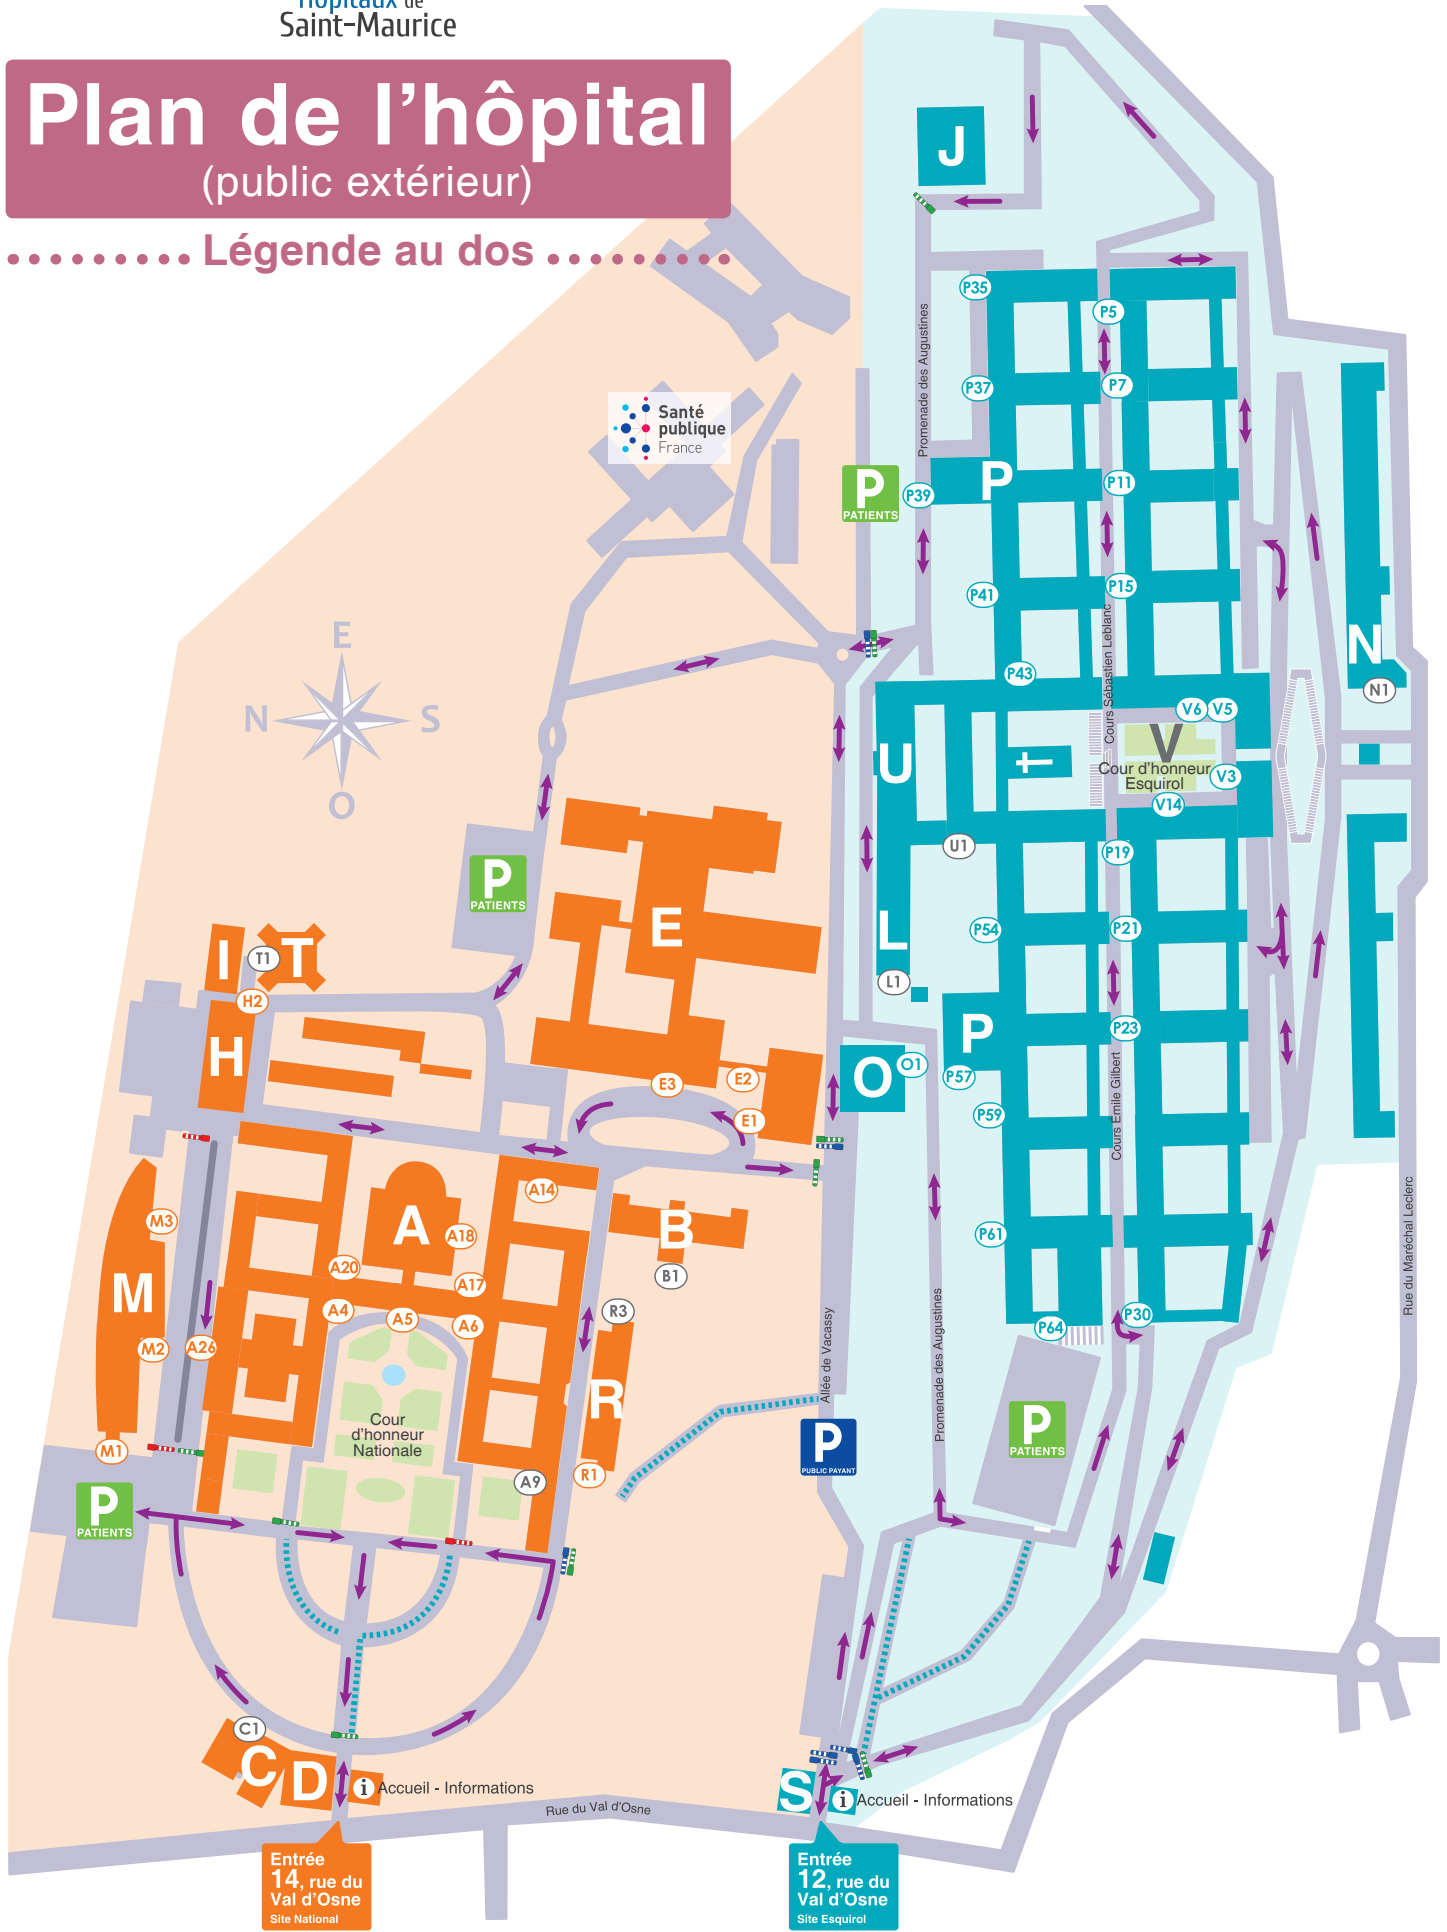 Hôpitaux de
Saint-Maurice
Plan de l'hôpital
(public extérieur)
Légende au dos
J
P35
P5
Promenade des Augustines
P37
P7
Santé
publique
France
P
PATIENTS
P39
P
P11
P41
P15
Cours Sébastien Leblanc
N
N1
E
N
S
O
P43
V6
V5
U
V
Cour d'honneur
Esquirol
V3
V14
U1
P19
P
PATIENTS
E
L
P54
P21
L1
I
T1
T
H2
H
P
P23
O
O1
P57
E3
E2
E1
P59
Cours Emile Gilbert
A14
M3
A
A18
B
P61
Rue du Maréchal Leclerc
A20
A17
B1
M
A4
A5
A6
R3
Promenade des Augustines
Allée de Vacassy
P64
P30
M2
A26
R
Cour
d'honneur
Nationale
P
PATIENTS
P
PUBLIC PAYANT
M1
A9
R1
P
PATIENTS
C1
C
D
i
Accueil - Informations
S
i
Accueil - Informations
Rue du Val d'Osne
Entrée
14, rue du
Val d'Osne
Site National
Entrée
12, rue du
Val d'Osne
Site Esquirol